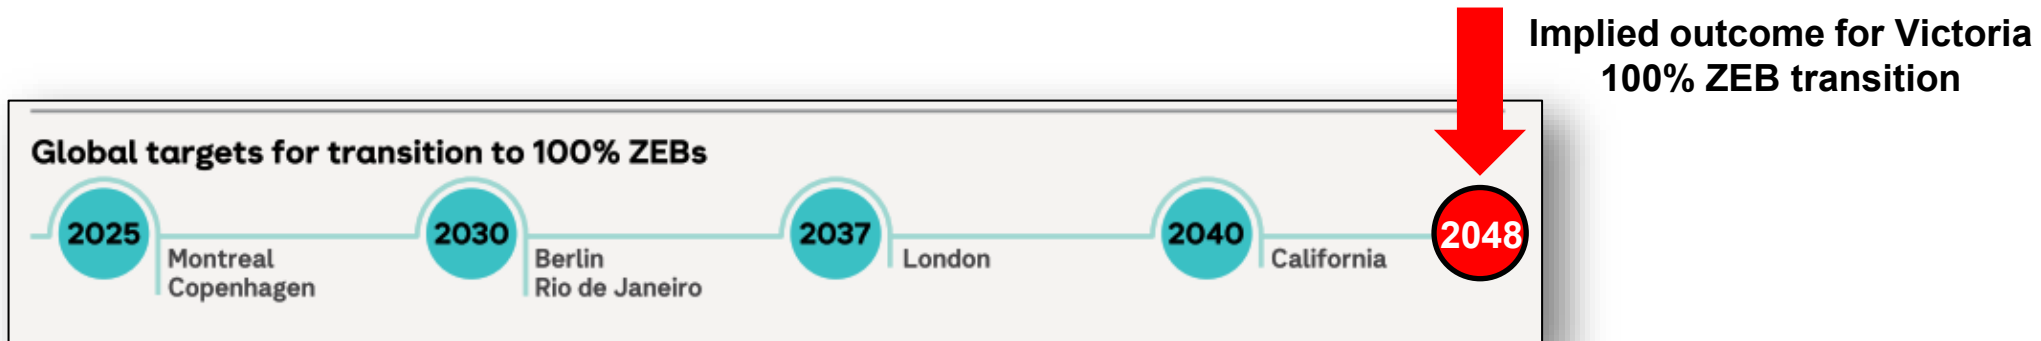 Implied outcome for Victoria
100% ZEB transition
Global targets for transition to 100% ZEBs
2025
Montreal
Copenhagen
2030
Berlin
Rio de Janeiro
2037
London
2040
California
2048